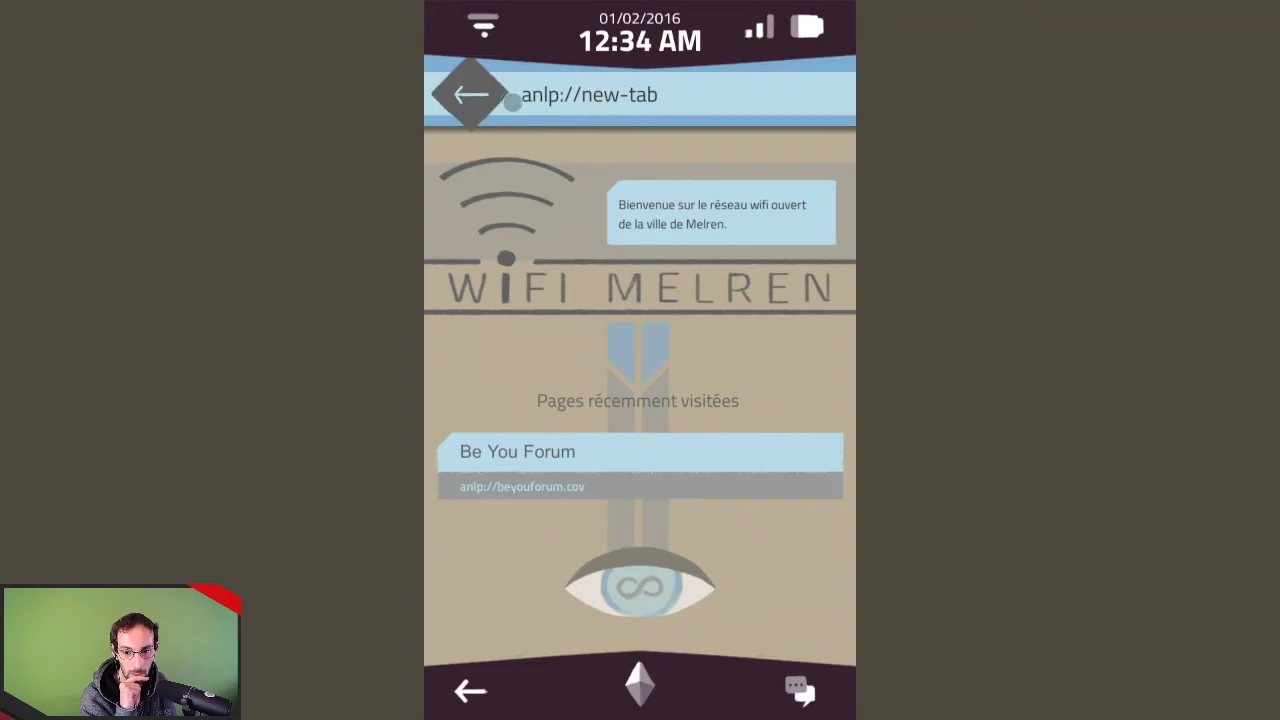 01/02/2016
12:34 AM
anlp://new-tab
Bienvenue sur le réseau wifi ouvert
de la ville de Melren.
WiFI MELREN
Pages récemment visitées
Be You Forum
anlp://beyouforum.cov